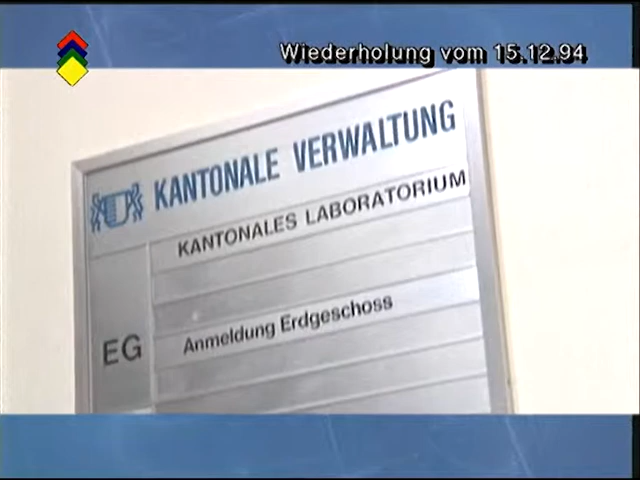 Wiederholung vom 15.12.94
KANTONALE VERWALTUNG
KANTONALES LABORATORIUM
EG
Anmeldung Erdgeschoss